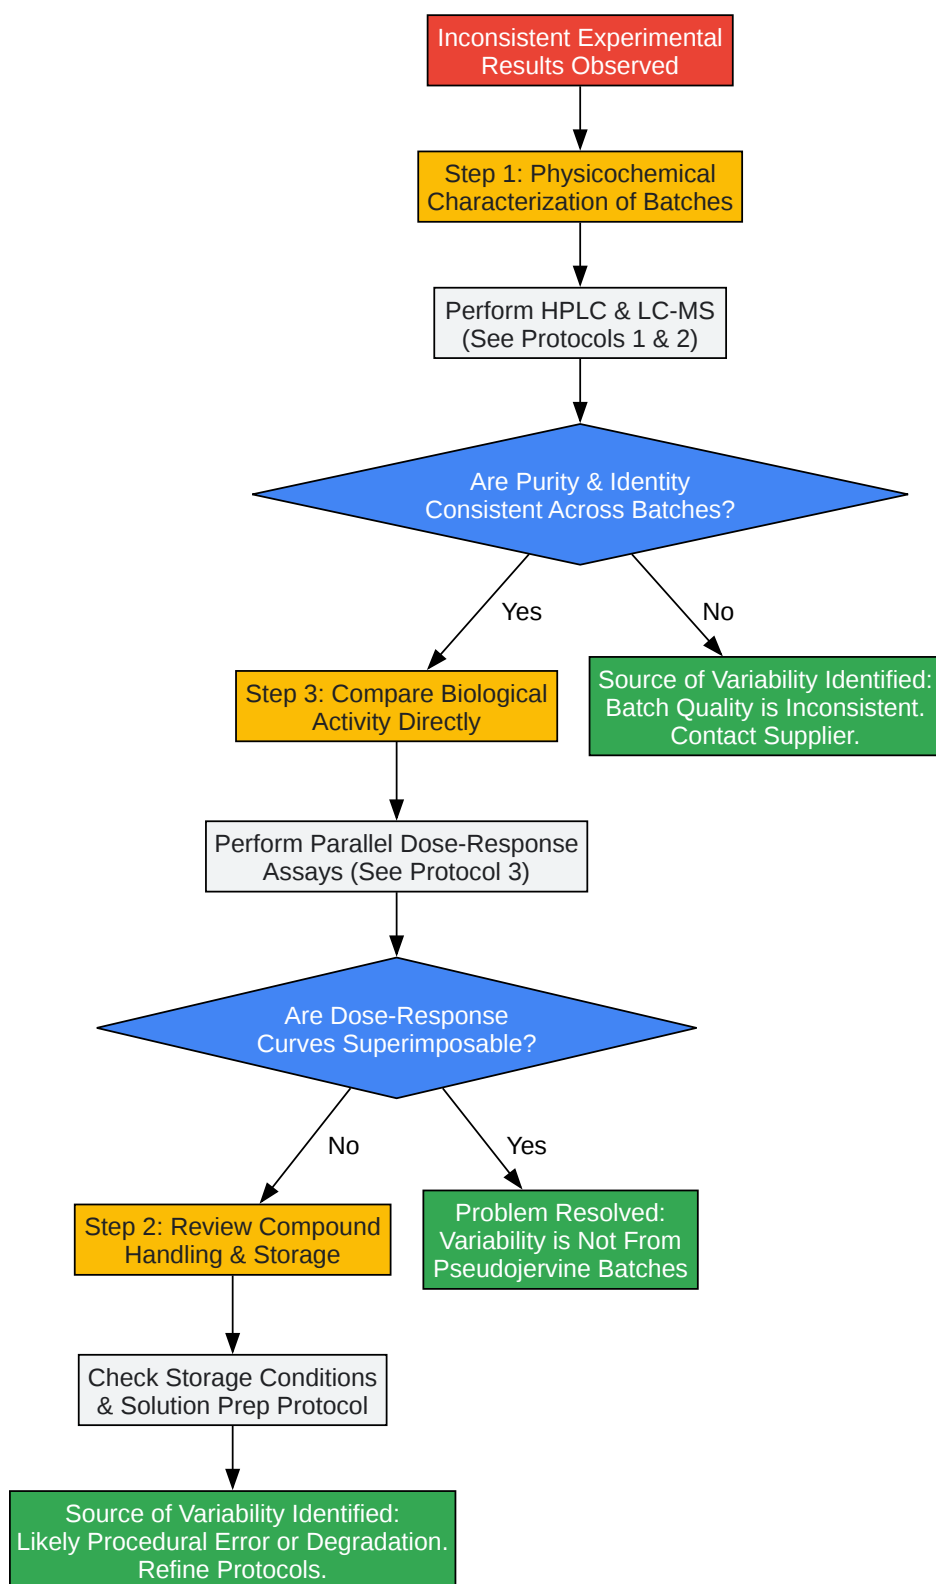 Inconsistent Experimental
Results Observed
Step 1: Physicochemical
Characterization of Batches
Perform HPLC & LC-MS
(See Protocols 1 & 2)
Are Purity & Identity
Consistent Across Batches?
Yes
No
Step 3: Compare Biological
Activity Directly
Source of Variability Identified:
Batch Quality is Inconsistent.
Contact Supplier.
Perform Parallel Dose-Response
Assays (See Protocol 3)
Are Dose-Response
Curves Superimposable?
No
Yes
Step 2: Review Compound
Handling & Storage
Problem Resolved:
Variability is Not From
Pseudojervine Batches
Check Storage Conditions
& Solution Prep Protocol
Source of Variability Identified:
Likely Procedural Error or Degradation.
Refine Protocols.